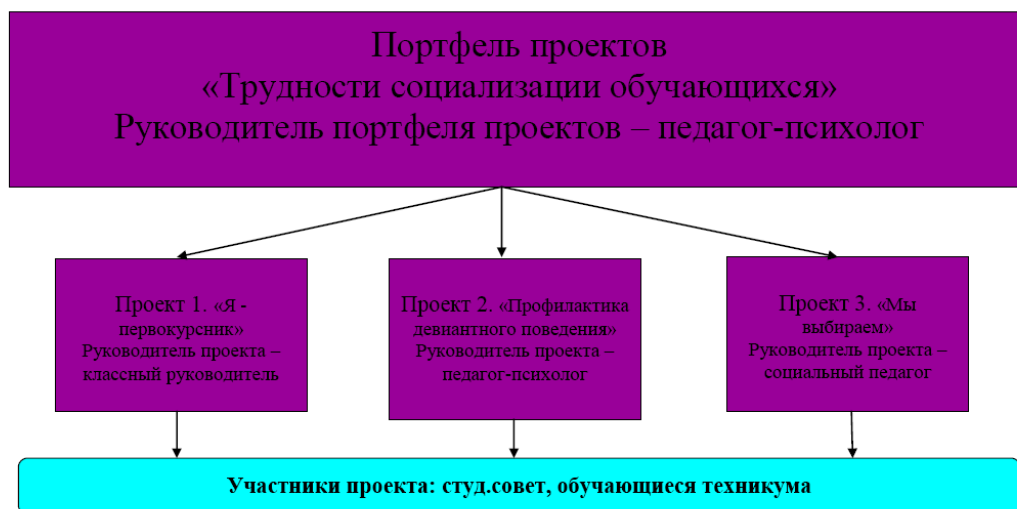 Портфель проектов
«Трудности социализации обучающихся»
Руководитель портфеля проектов – педагог-психолог
Проект 1. «Я -
первокурсник»
Руководитель проекта –
классный руководитель
Проект 2. «Профилактика
девиантного поведения»
Руководитель проекта –
педагог-психолог
Проект 3. «Мы
выбираем»
Руководитель проекта –
социальный педагог
Участники проекта: студ.совет, обучающиеся техникума